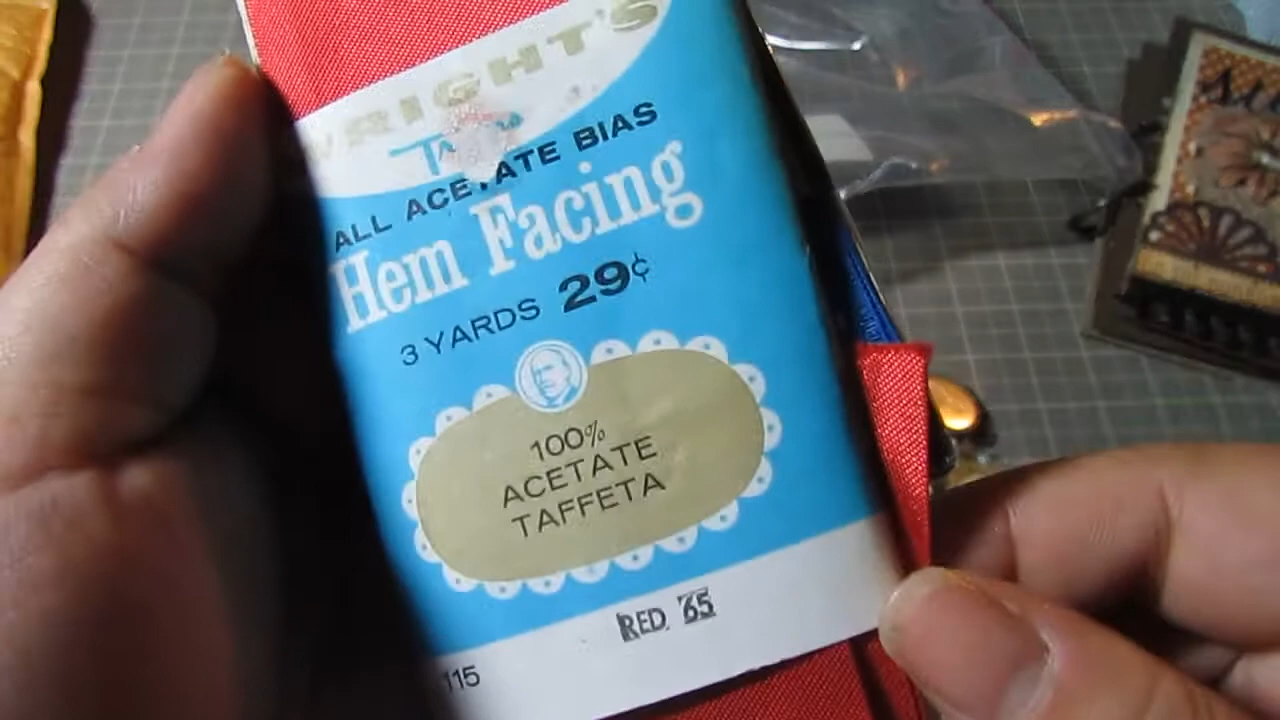 WRIGHT'S
ALL ACETATE BIAS
Hem Facing
3 YARDS 29¢
100%
ACETATE
TAFFETA
RED. 65
115